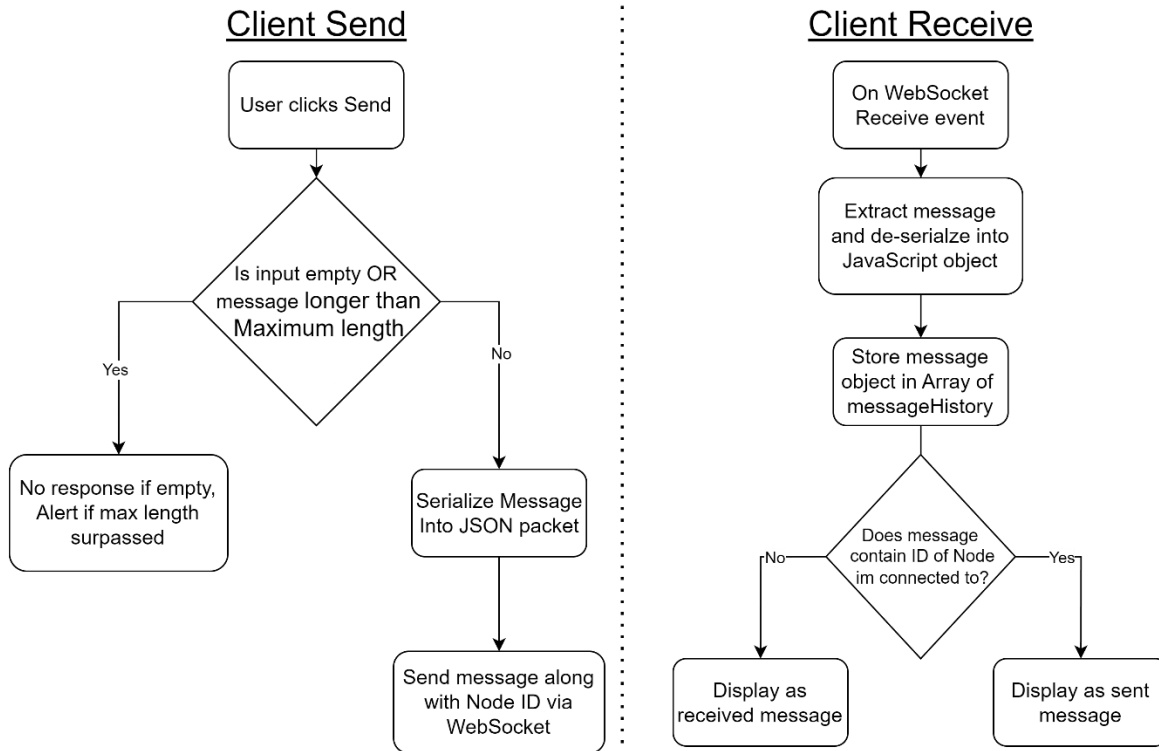 Client Send
User clicks Send
Is input empty OR
message longer than
Maximum length
Yes
No
No response if empty,
Alert if max length
surpassed
Serialize Message
Into JSON packet
Send message along
with Node ID via
WebSocket
Client Receive
On WebSocket
Receive event
Extract message
and de-serialze into
JavaScript object
Store message
object in Array of
messageHistory
Does message
contain ID of Node
im connected to?
No
Yes
Display as
received message
Display as sent
message